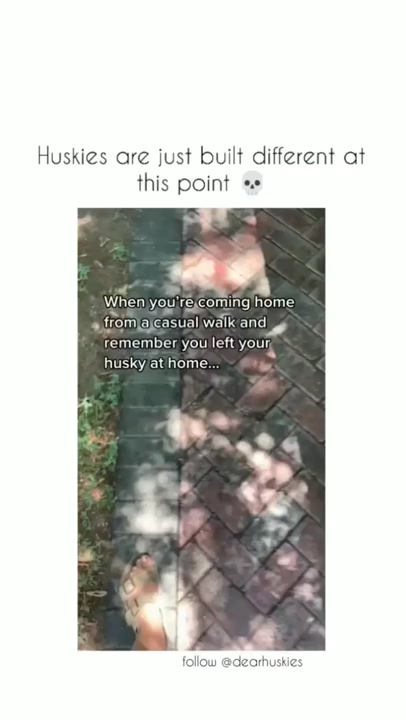 Huskies are just built different at
this point 💀
When you're coming home
from a casual walk and
remember you left your
husky at home...
follow @dearhuskies